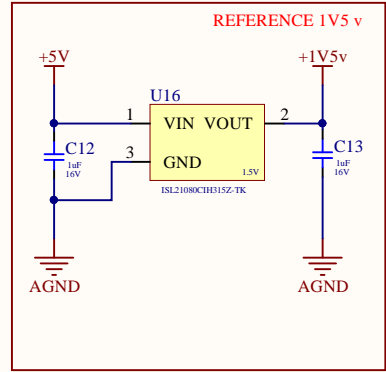 REFERENCE 1V5 v
+5V
+1V5v
U16
1
VIN VOUT
2
C12
1uF
16V
3
GND
1.5V
C13
1uF
16V
ISL21080CIH315Z-TK
AGND
AGND